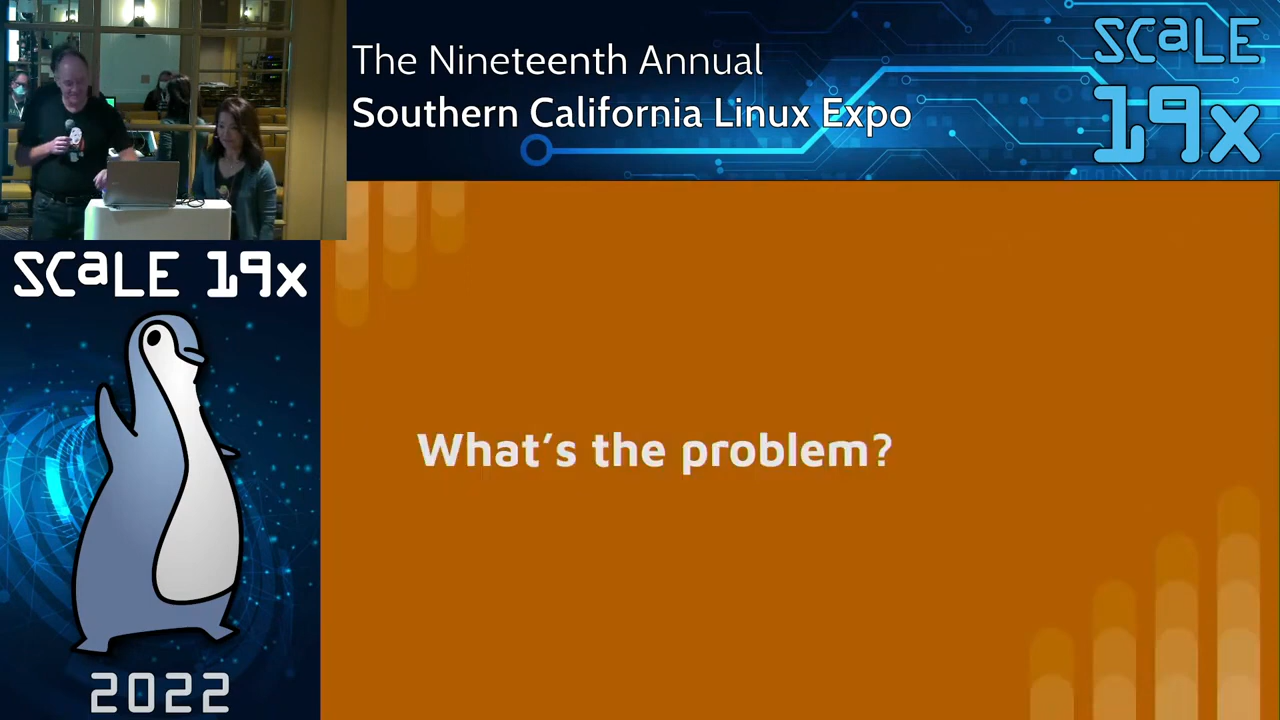 The Nineteenth Annual
Southern California Linux Expo
SCaLE
19x
SCaLE 19x
What's the problem?
2022